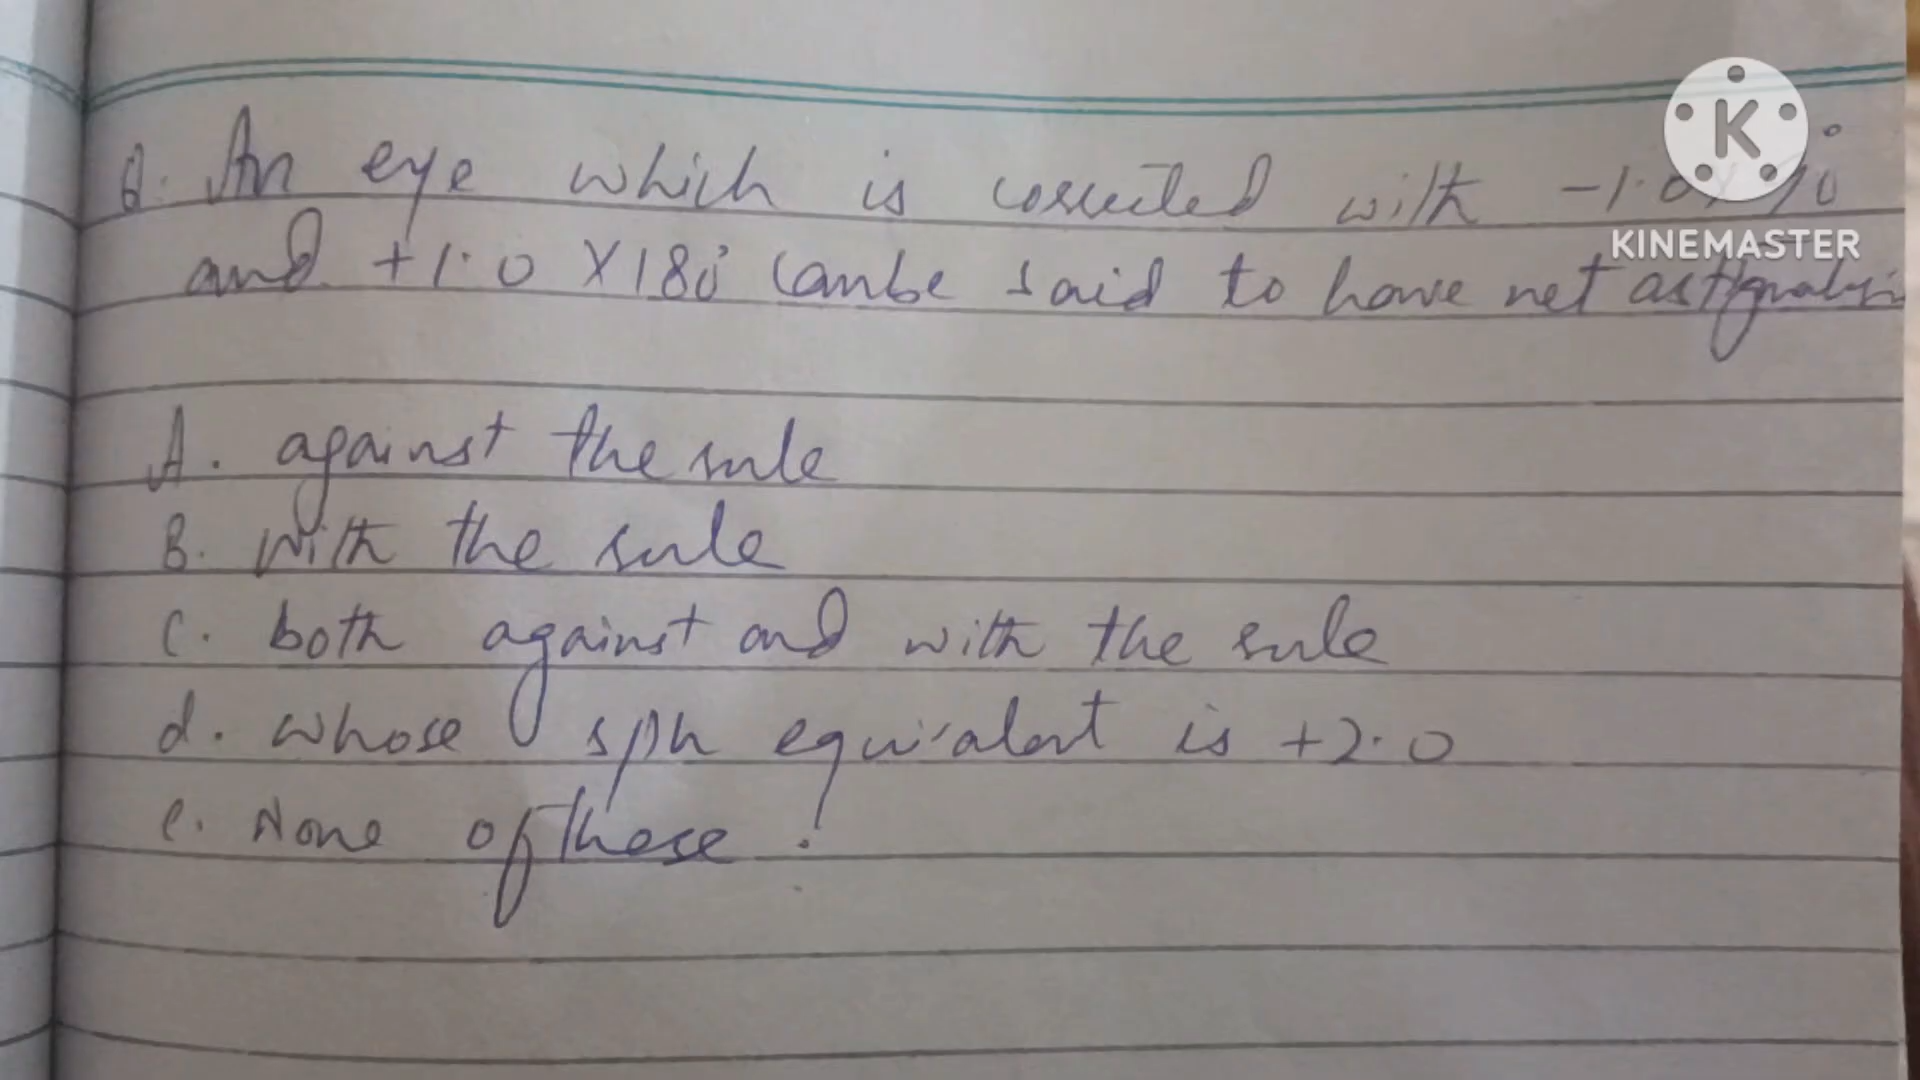 Q. An eye which is corrected with -1.0 X 90°
and +1.0 X 180° can be said to have net astigmatism
A. against the rule
B. with the rule
C. both against and with the rule
d. whose sph equivalent is +2.0
e. None of these.
K
KINEMASTER